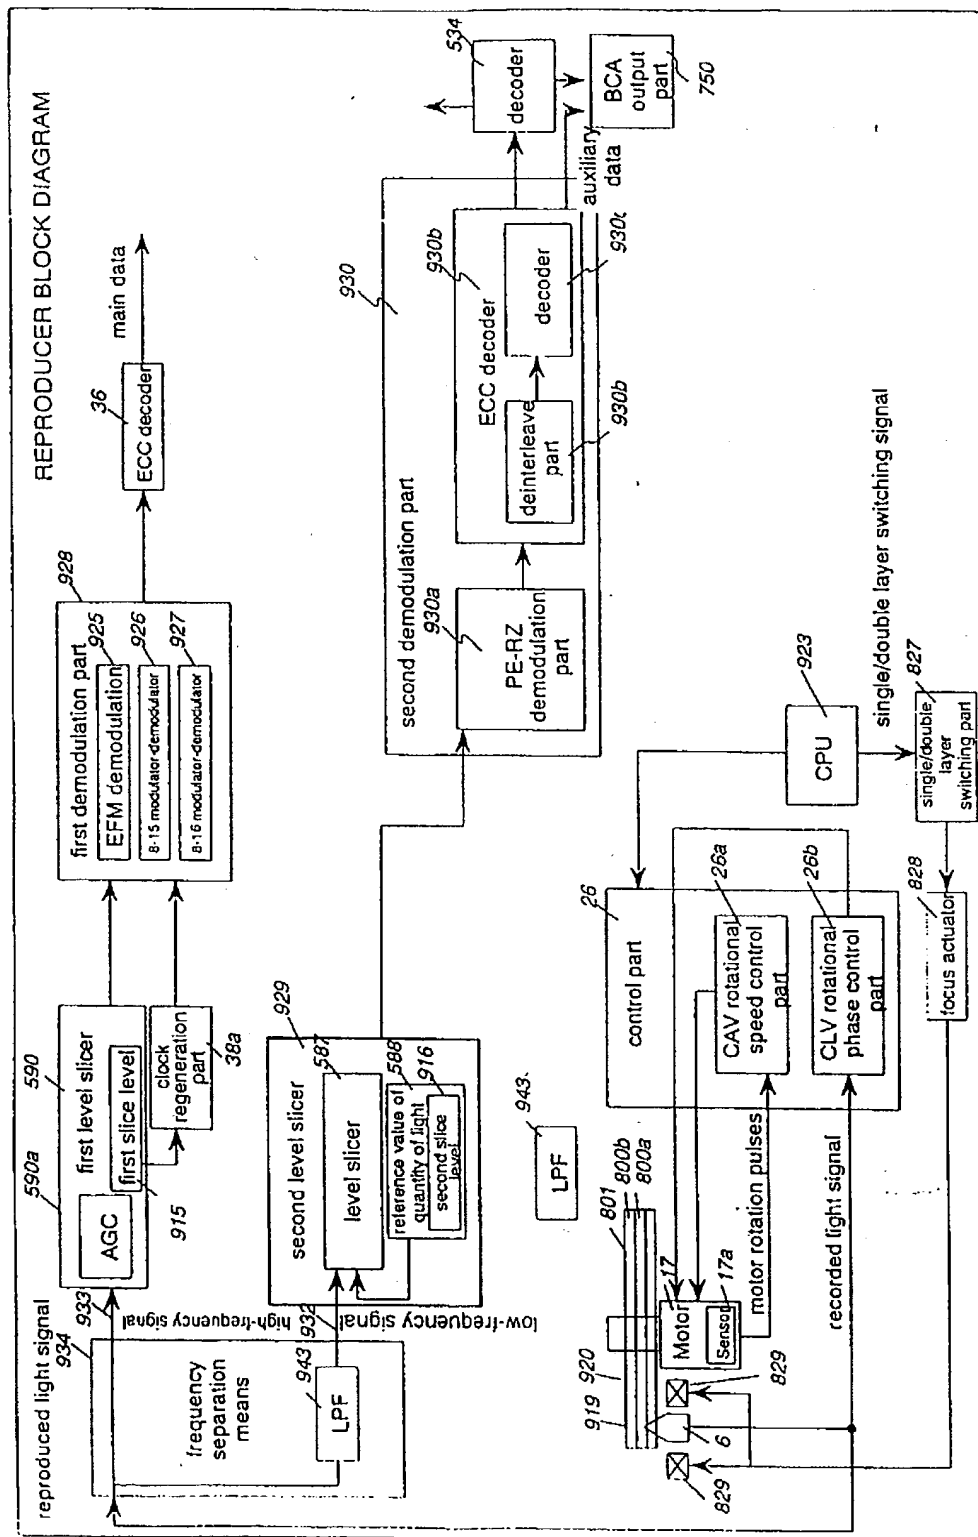 REPRODUCER BLOCK DIAGRAM
reproduced light signal
934
frequency
separation
means
943
LPF
933
high-frequency signal
932
low-frequency signal
590a
590
first level slicer
AGC
first slice level
915
clock
regeneration
part
38a
928
first demodulation part
925
EFM demodulation
926
8-15 modulator-demodulator
927
8-16 modulator-demodulator
36
ECC decoder
main data
929
second level slicer
587
level slicer
588
reference value of
quantity of light
916
second slice
level
930
second demodulation part
930a
PE-RZ
demodulation
part
930b
ECC decoder
deinterleave
part
930b
decoder
930c
534
decoder
auxiliary
data
BCA
output
part
750
943
LPF
919
920
801
800b
800a
17
Motor
17a
Sensor
829
6
829
motor rotation pulses
recorded light signal
26
control part
26a
CAV rotational
speed control
part
26b
CLV rotational
phase control
part
923
CPU
single/double layer switching signal
827
single/double
layer
switching part
828
focus actuator